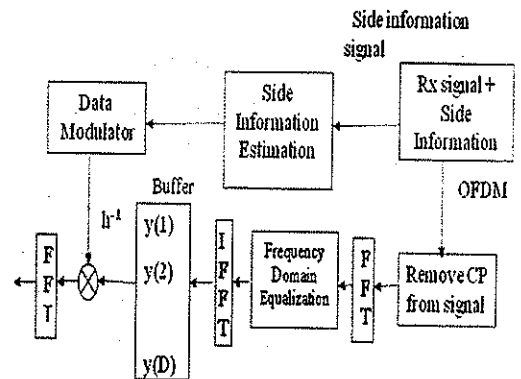 Side information
signal
Data
Modulator
Side
Information
Estimation
Rx signal +
Side
Information
OFDM
h-1
Buffer
y(1)
y(2)
y(D)
F
F
T
I
F
F
T
Frequency
Domain
Equalization
F
F
T
Remove CP
from signal